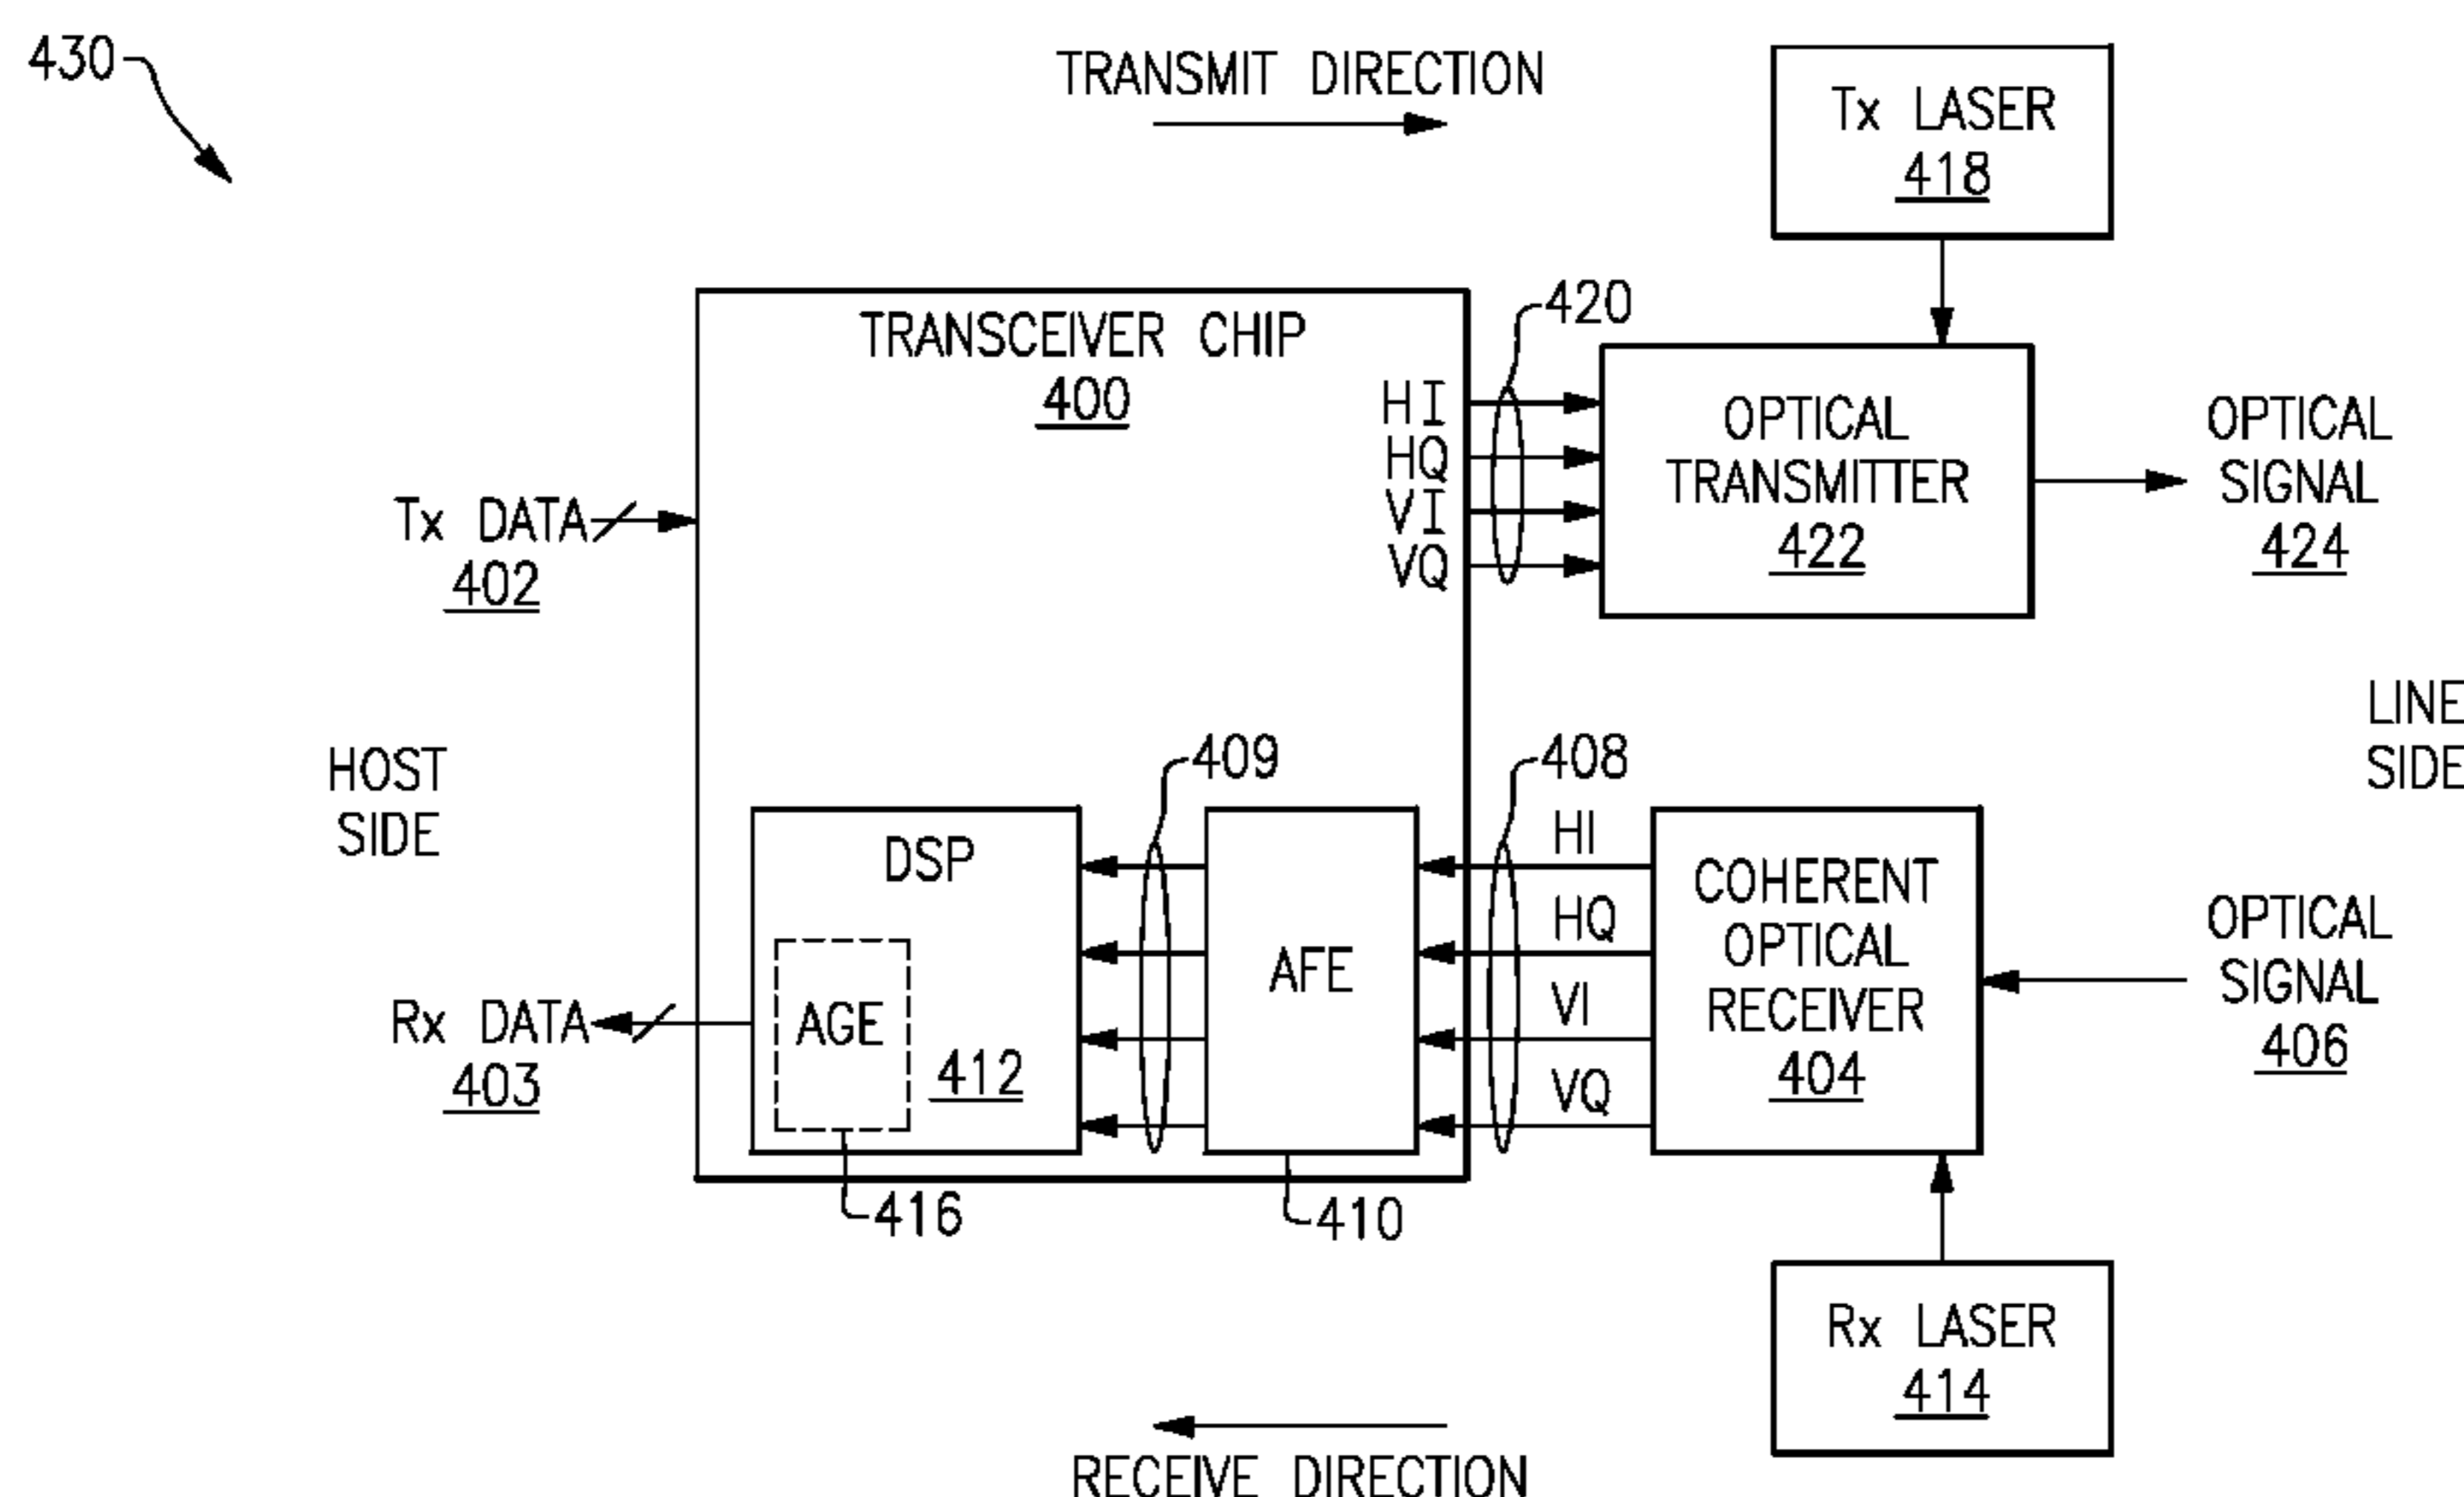 430
TRANSMIT DIRECTION
Tx LASER
418
TRANSCEIVER CHIP
400
420
HI
HQ
VI
VQ
OPTICAL
TRANSMITTER
422
OPTICAL
SIGNAL
424
Tx DATA
402
HOST
SIDE
LINE
SIDE
409
408
DSP
AGE
412
AFE
HI
HQ
VI
VQ
COHERENT
OPTICAL
RECEIVER
404
OPTICAL
SIGNAL
406
Rx DATA
403
416
410
Rx LASER
414
RECEIVE DIRECTION